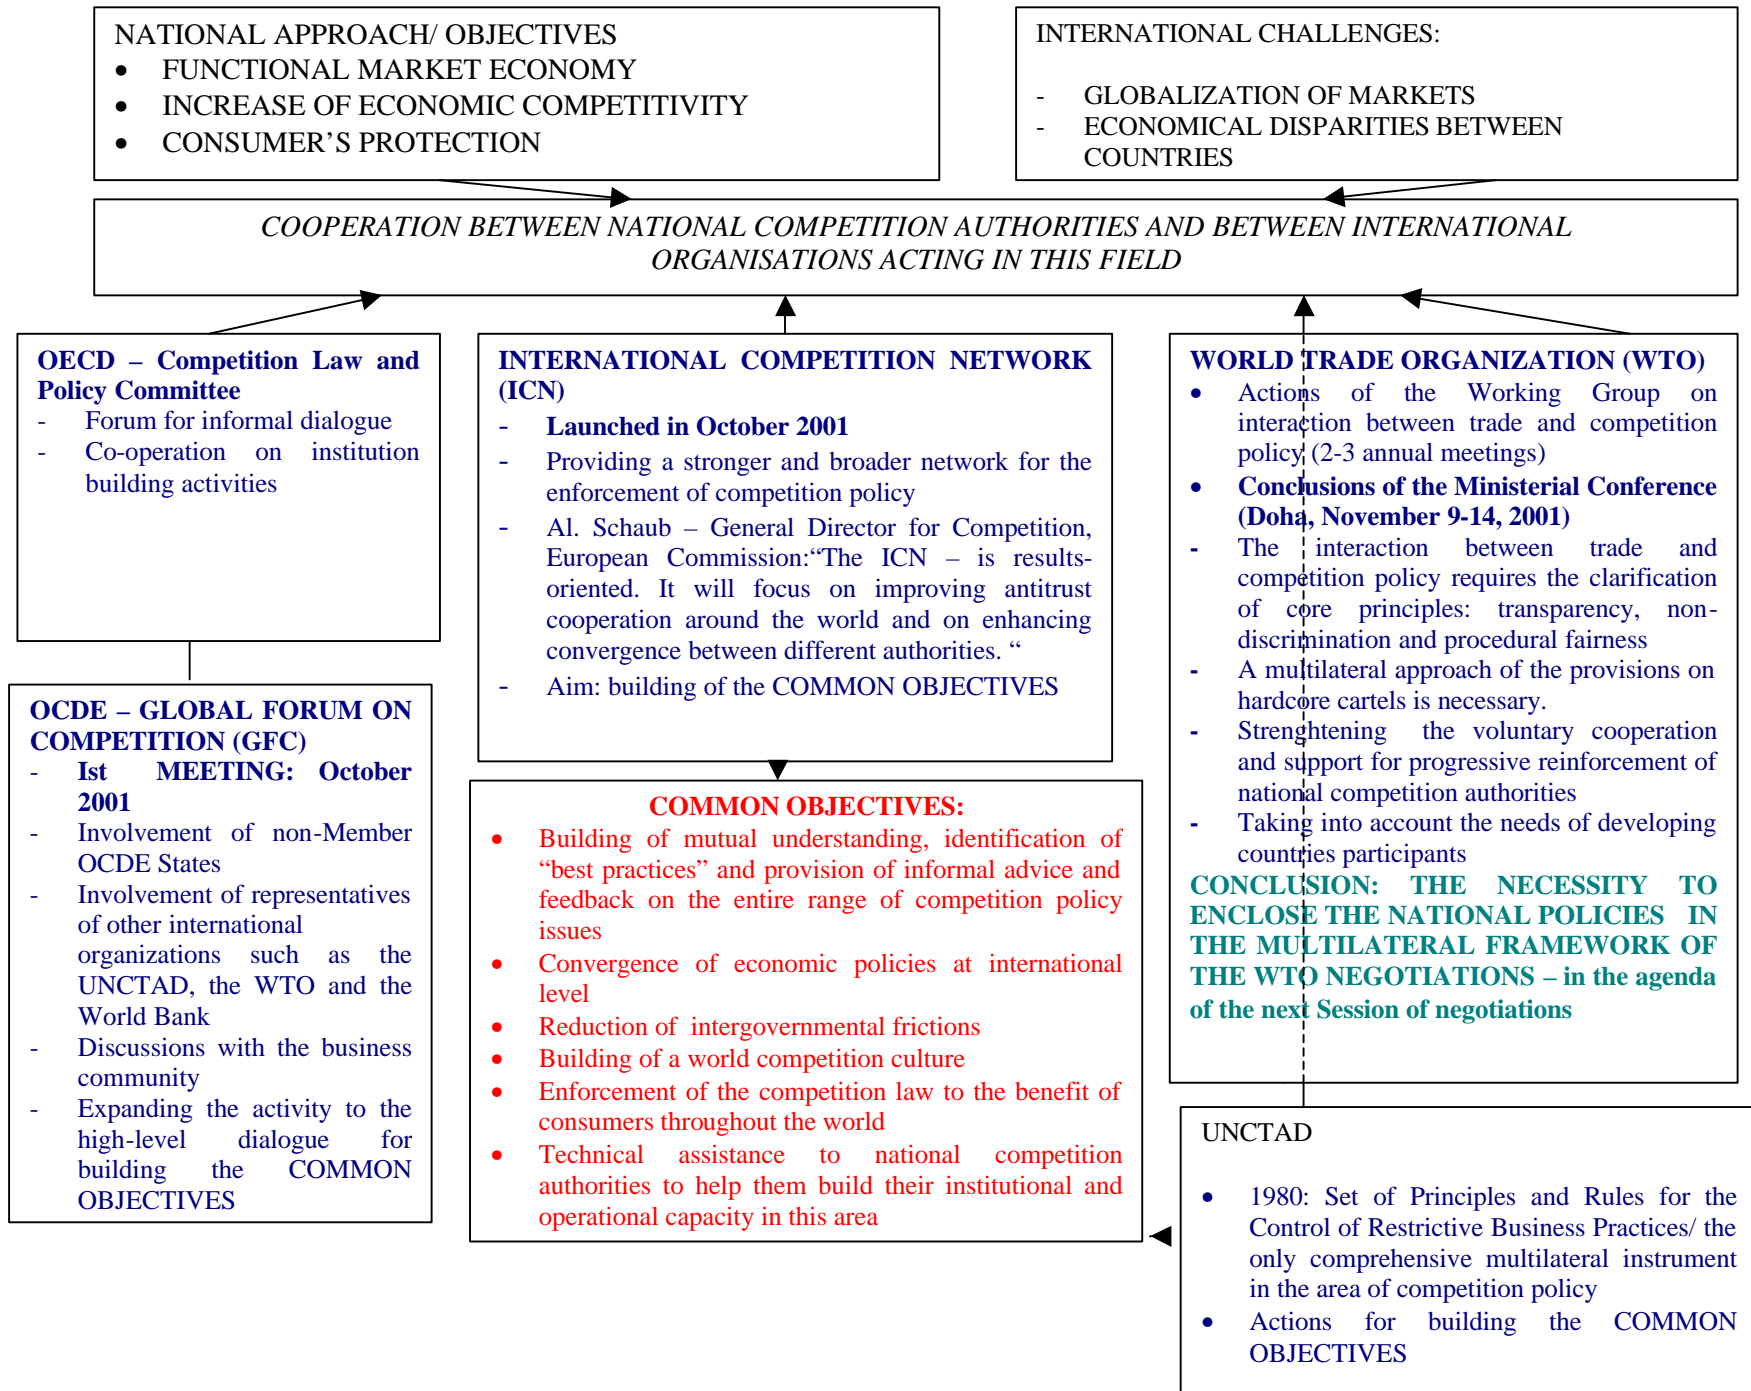 NATIONAL APPROACH/ OBJECTIVES
• FUNCTIONAL MARKET ECONOMY
• INCREASE OF ECONOMIC COMPETITIVITY
• CONSUMER’S PROTECTION
INTERNATIONAL CHALLENGES:
- GLOBALIZATION OF MARKETS
- ECONOMICAL DISPARITIES BETWEEN
COUNTRIES
COOPERATION BETWEEN NATIONAL COMPETITION AUTHORITIES AND BETWEEN INTERNATIONAL
ORGANISATIONS ACTING IN THIS FIELD
OECD – Competition Law and
Policy Committee
- Forum for informal dialogue
- Co-operation on institution
building activities
OCDE – GLOBAL FORUM ON
COMPETITION (GFC)
- Ist MEETING: October
2001
- Involvement of non-Member
OCDE States
- Involvement of representatives
of other international
organizations such as the
UNCTAD, the WTO and the
World Bank
- Discussions with the business
community
- Expanding the activity to the
high-level dialogue for
building the COMMON
OBJECTIVES
INTERNATIONAL COMPETITION NETWORK
(ICN)
- Launched in October 2001
- Providing a stronger and broader network for the
enforcement of competition policy
- Al. Schaub – General Director for Competition,
European Commission:“The ICN – is results-
oriented. It will focus on improving antitrust
cooperation around the world and on enhancing
convergence between different authorities. “
- Aim: building of the COMMON OBJECTIVES
COMMON OBJECTIVES:
• Building of mutual understanding, identification of
“best practices” and provision of informal advice and
feedback on the entire range of competition policy
issues
• Convergence of economic policies at international
level
• Reduction of intergovernmental frictions
• Building of a world competition culture
• Enforcement of the competition law to the benefit of
consumers throughout the world
• Technical assistance to national competition
authorities to help them build their institutional and
operational capacity in this area
WORLD TRADE ORGANIZATION (WTO)
• Actions of the Working Group on
interaction between trade and competition
policy (2-3 annual meetings)
• Conclusions of the Ministerial Conference
(Doha, November 9-14, 2001)
- The interaction between trade and
competition policy requires the clarification
of core principles: transparency, non-
discrimination and procedural fairness
- A multilateral approach of the provisions on
hardcore cartels is necessary.
- Strenghtening the voluntary cooperation
and support for progressive reinforcement of
national competition authorities
- Taking into account the needs of developing
countries participants
CONCLUSION: THE NECESSITY TO
ENCLOSE THE NATIONAL POLICIES IN
THE MULTILATERAL FRAMEWORK OF
THE WTO NEGOTIATIONS – in the agenda
of the next Session of negotiations
UNCTAD
• 1980: Set of Principles and Rules for the
Control of Restrictive Business Practices/ the
only comprehensive multilateral instrument
in the area of competition policy
• Actions for building the COMMON
OBJECTIVES